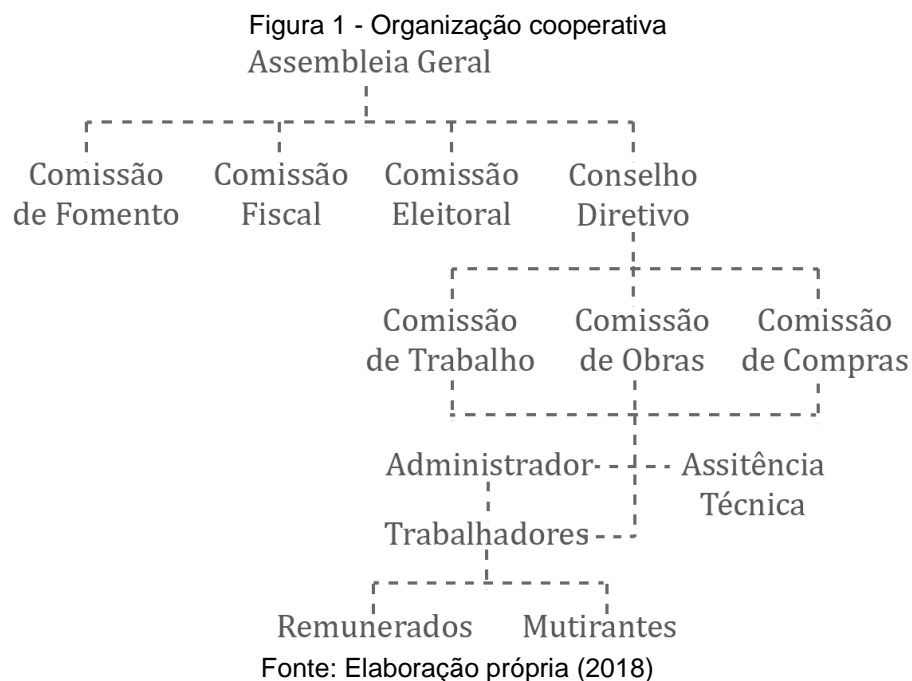 Figura 1 - Organização cooperativa
Assembleia Geral
Comissão
de Fomento
Comissão
Fiscal
Comissão
Eleitoral
Conselho
Diretivo
Comissão
de Trabalho
Comissão
de Obras
Comissão
de Compras
Administrador
Assitência
Técnica
Trabalhadores
Remunerados
Mutirantes
Fonte: Elaboração própria (2018)